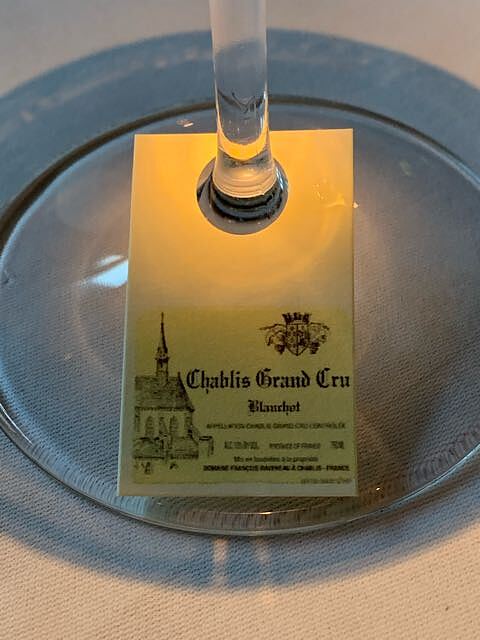 Chablis Grand Cru
Blanchot
APPELLATION CHABLIS GRAND CRU CONTRÔLÉE
PRODUCE OF FRANCE 750ML
Mis en bouteille à la propriété
DOMAINE FRANÇOIS RAVENEAU À CHABLIS - FRANCE